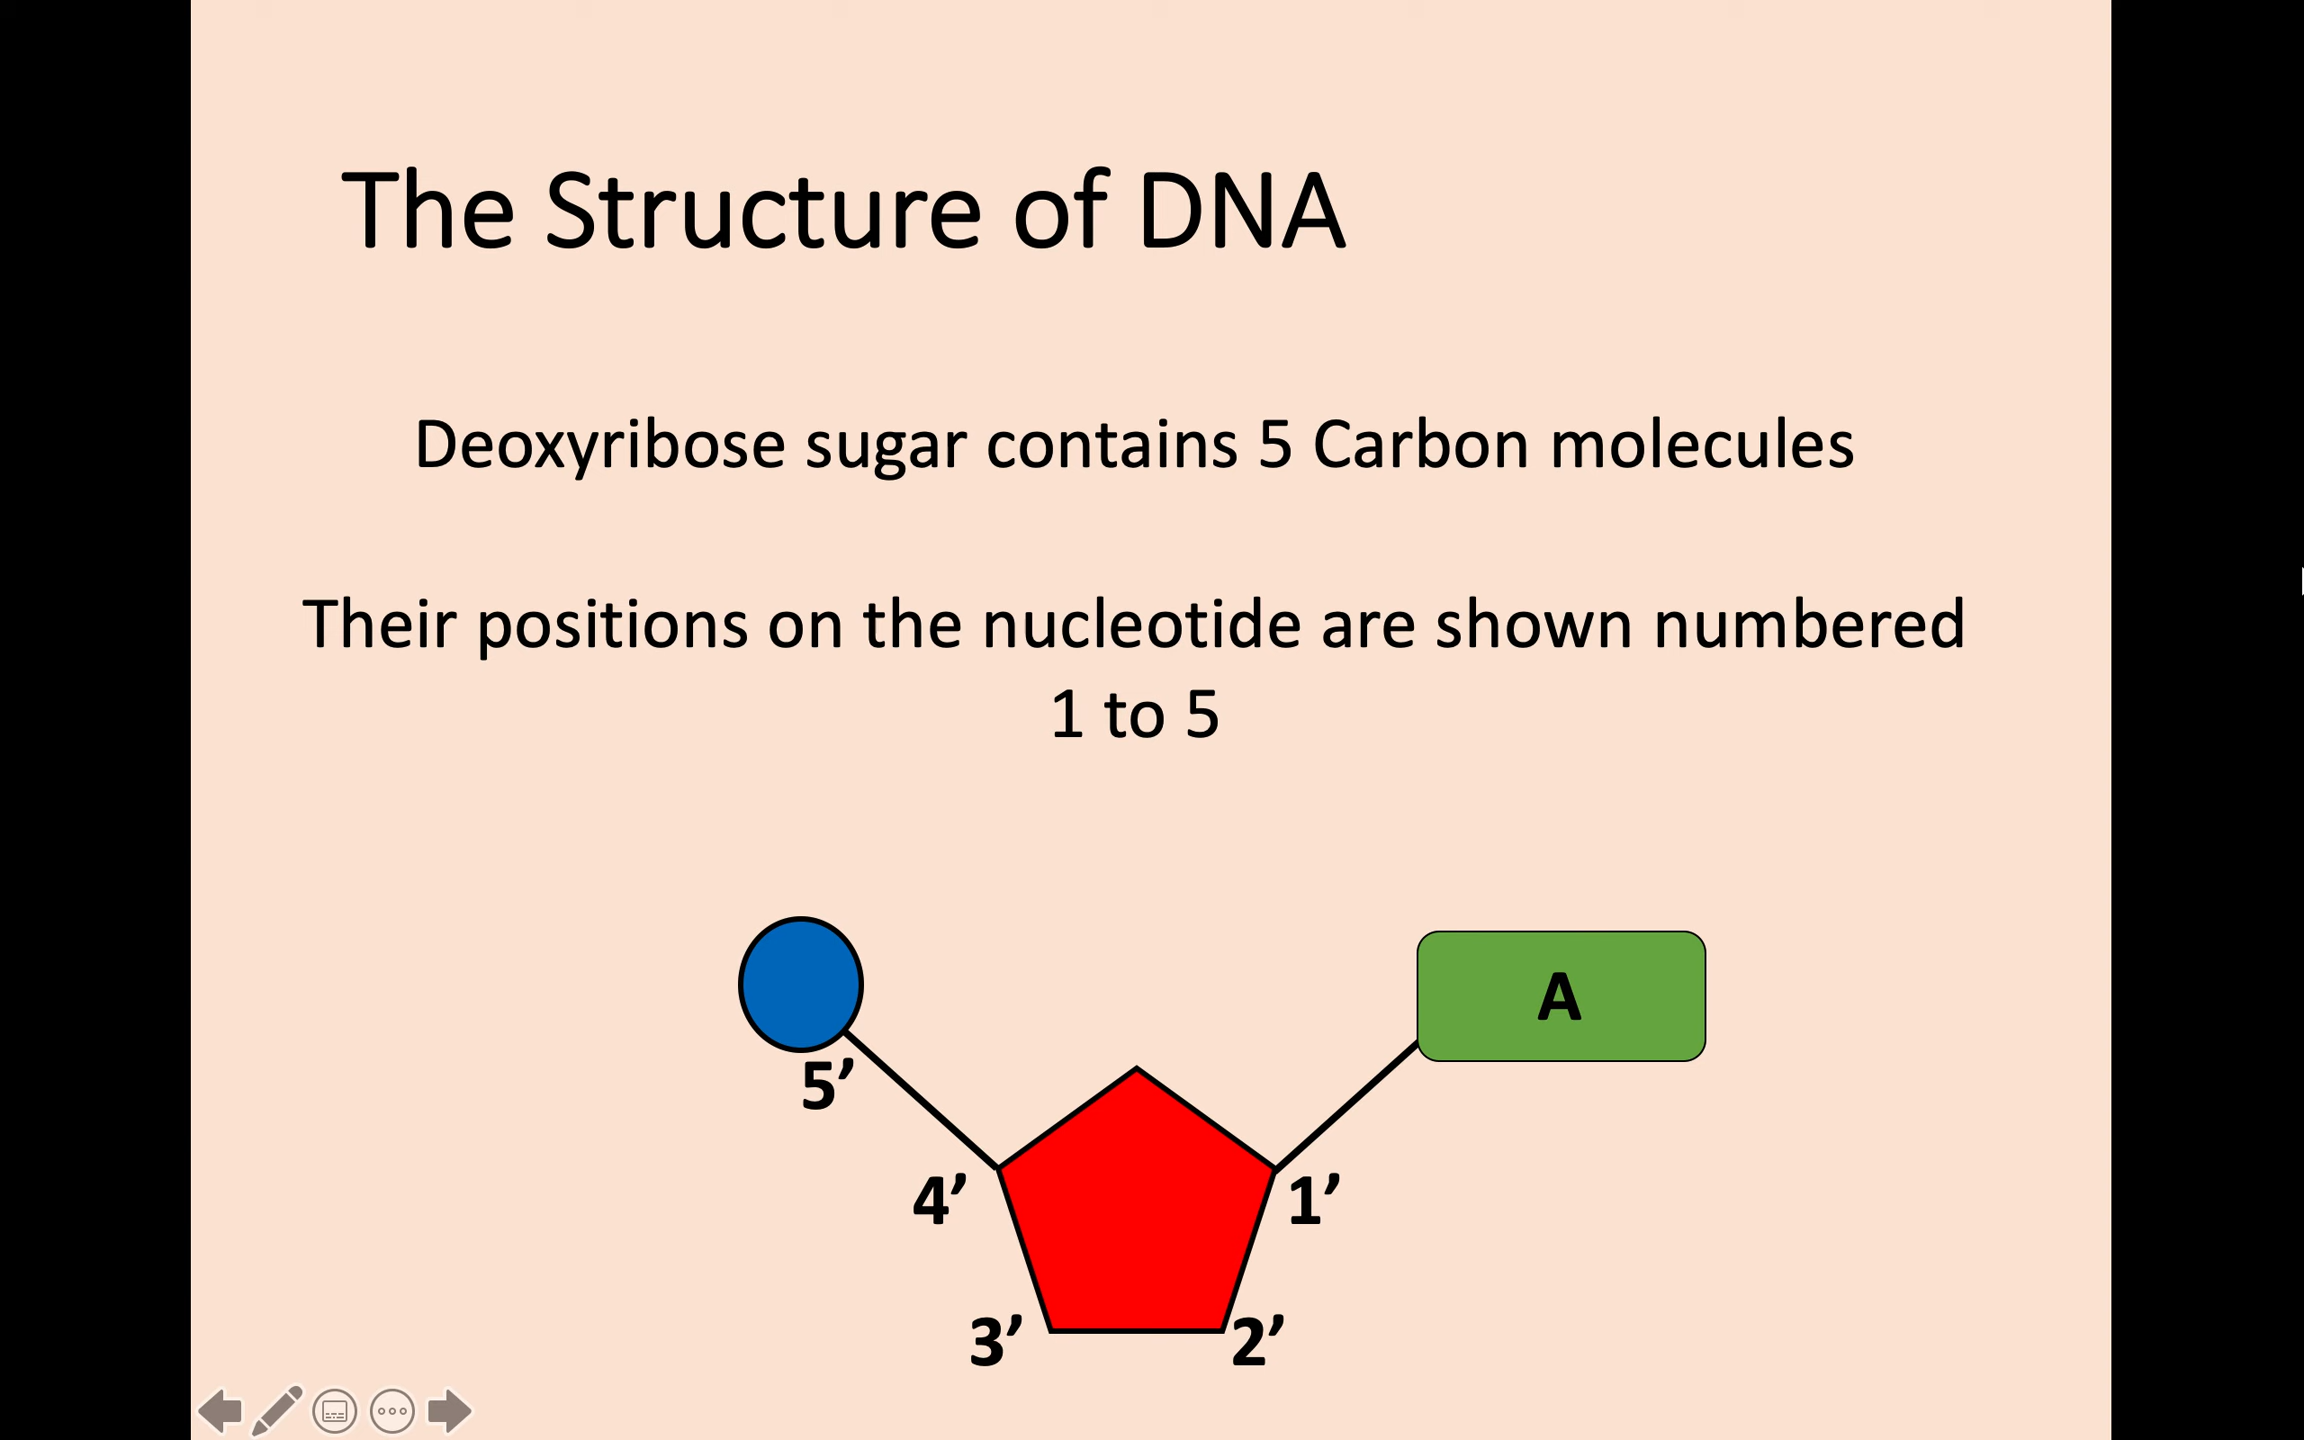 The Structure of DNA
Deoxyribose sugar contains 5 Carbon molecules
Their positions on the nucleotide are shown numbered
1 to 5
A
5’
4’
1’
3’
2’